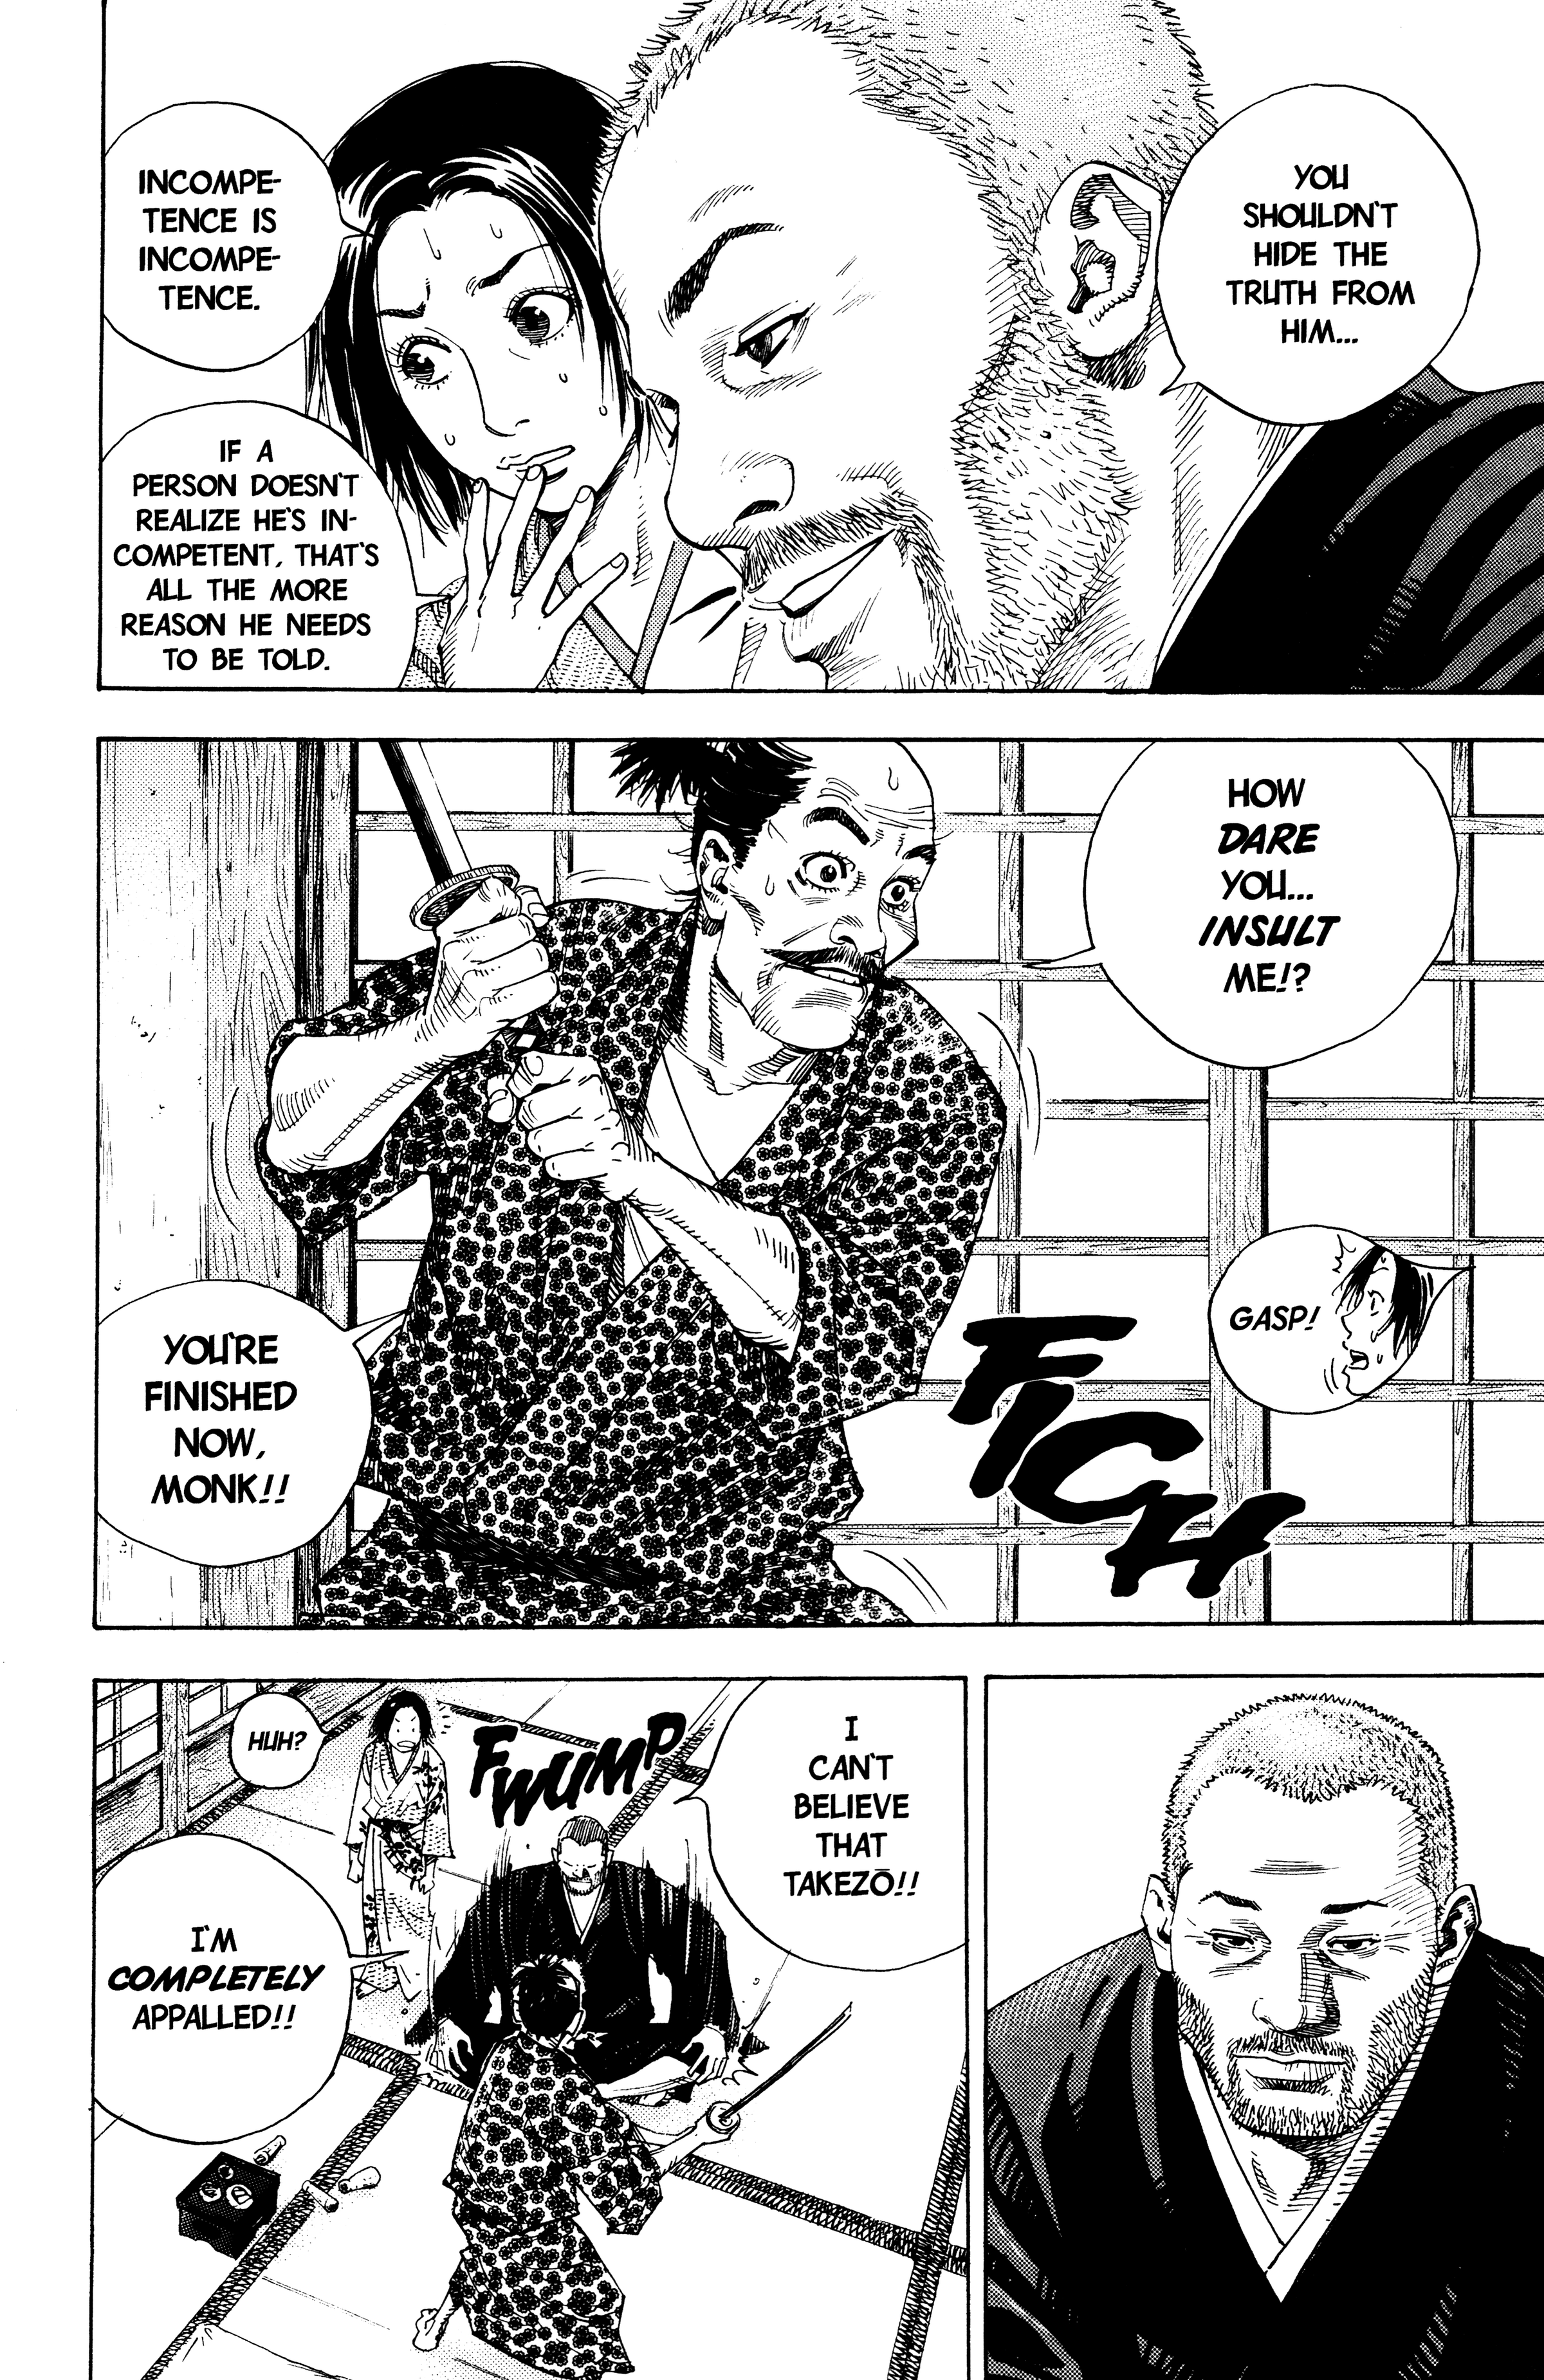 YOU
SHOULDN'T
HIDE THE
TRUTH FROM
HIM...
INCOMPE-
TENCE IS
INCOMPE-
TENCE.
IF A
PERSON DOESN'T
REALIZE HE'S IN-
COMPETENT, THAT'S
ALL THE MORE
REASON HE NEEDS
TO BE TOLD.
HOW
DARE
YOU...
INSULT
ME!?
GASP!
FICH
YOU'RE
FINISHED
NOW,
MONK!!
I
CAN'T
BELIEVE
THAT
TAKEZŌ!!
FWUMP
HUH?
I'M
COMPLETELY
APPALLED!!